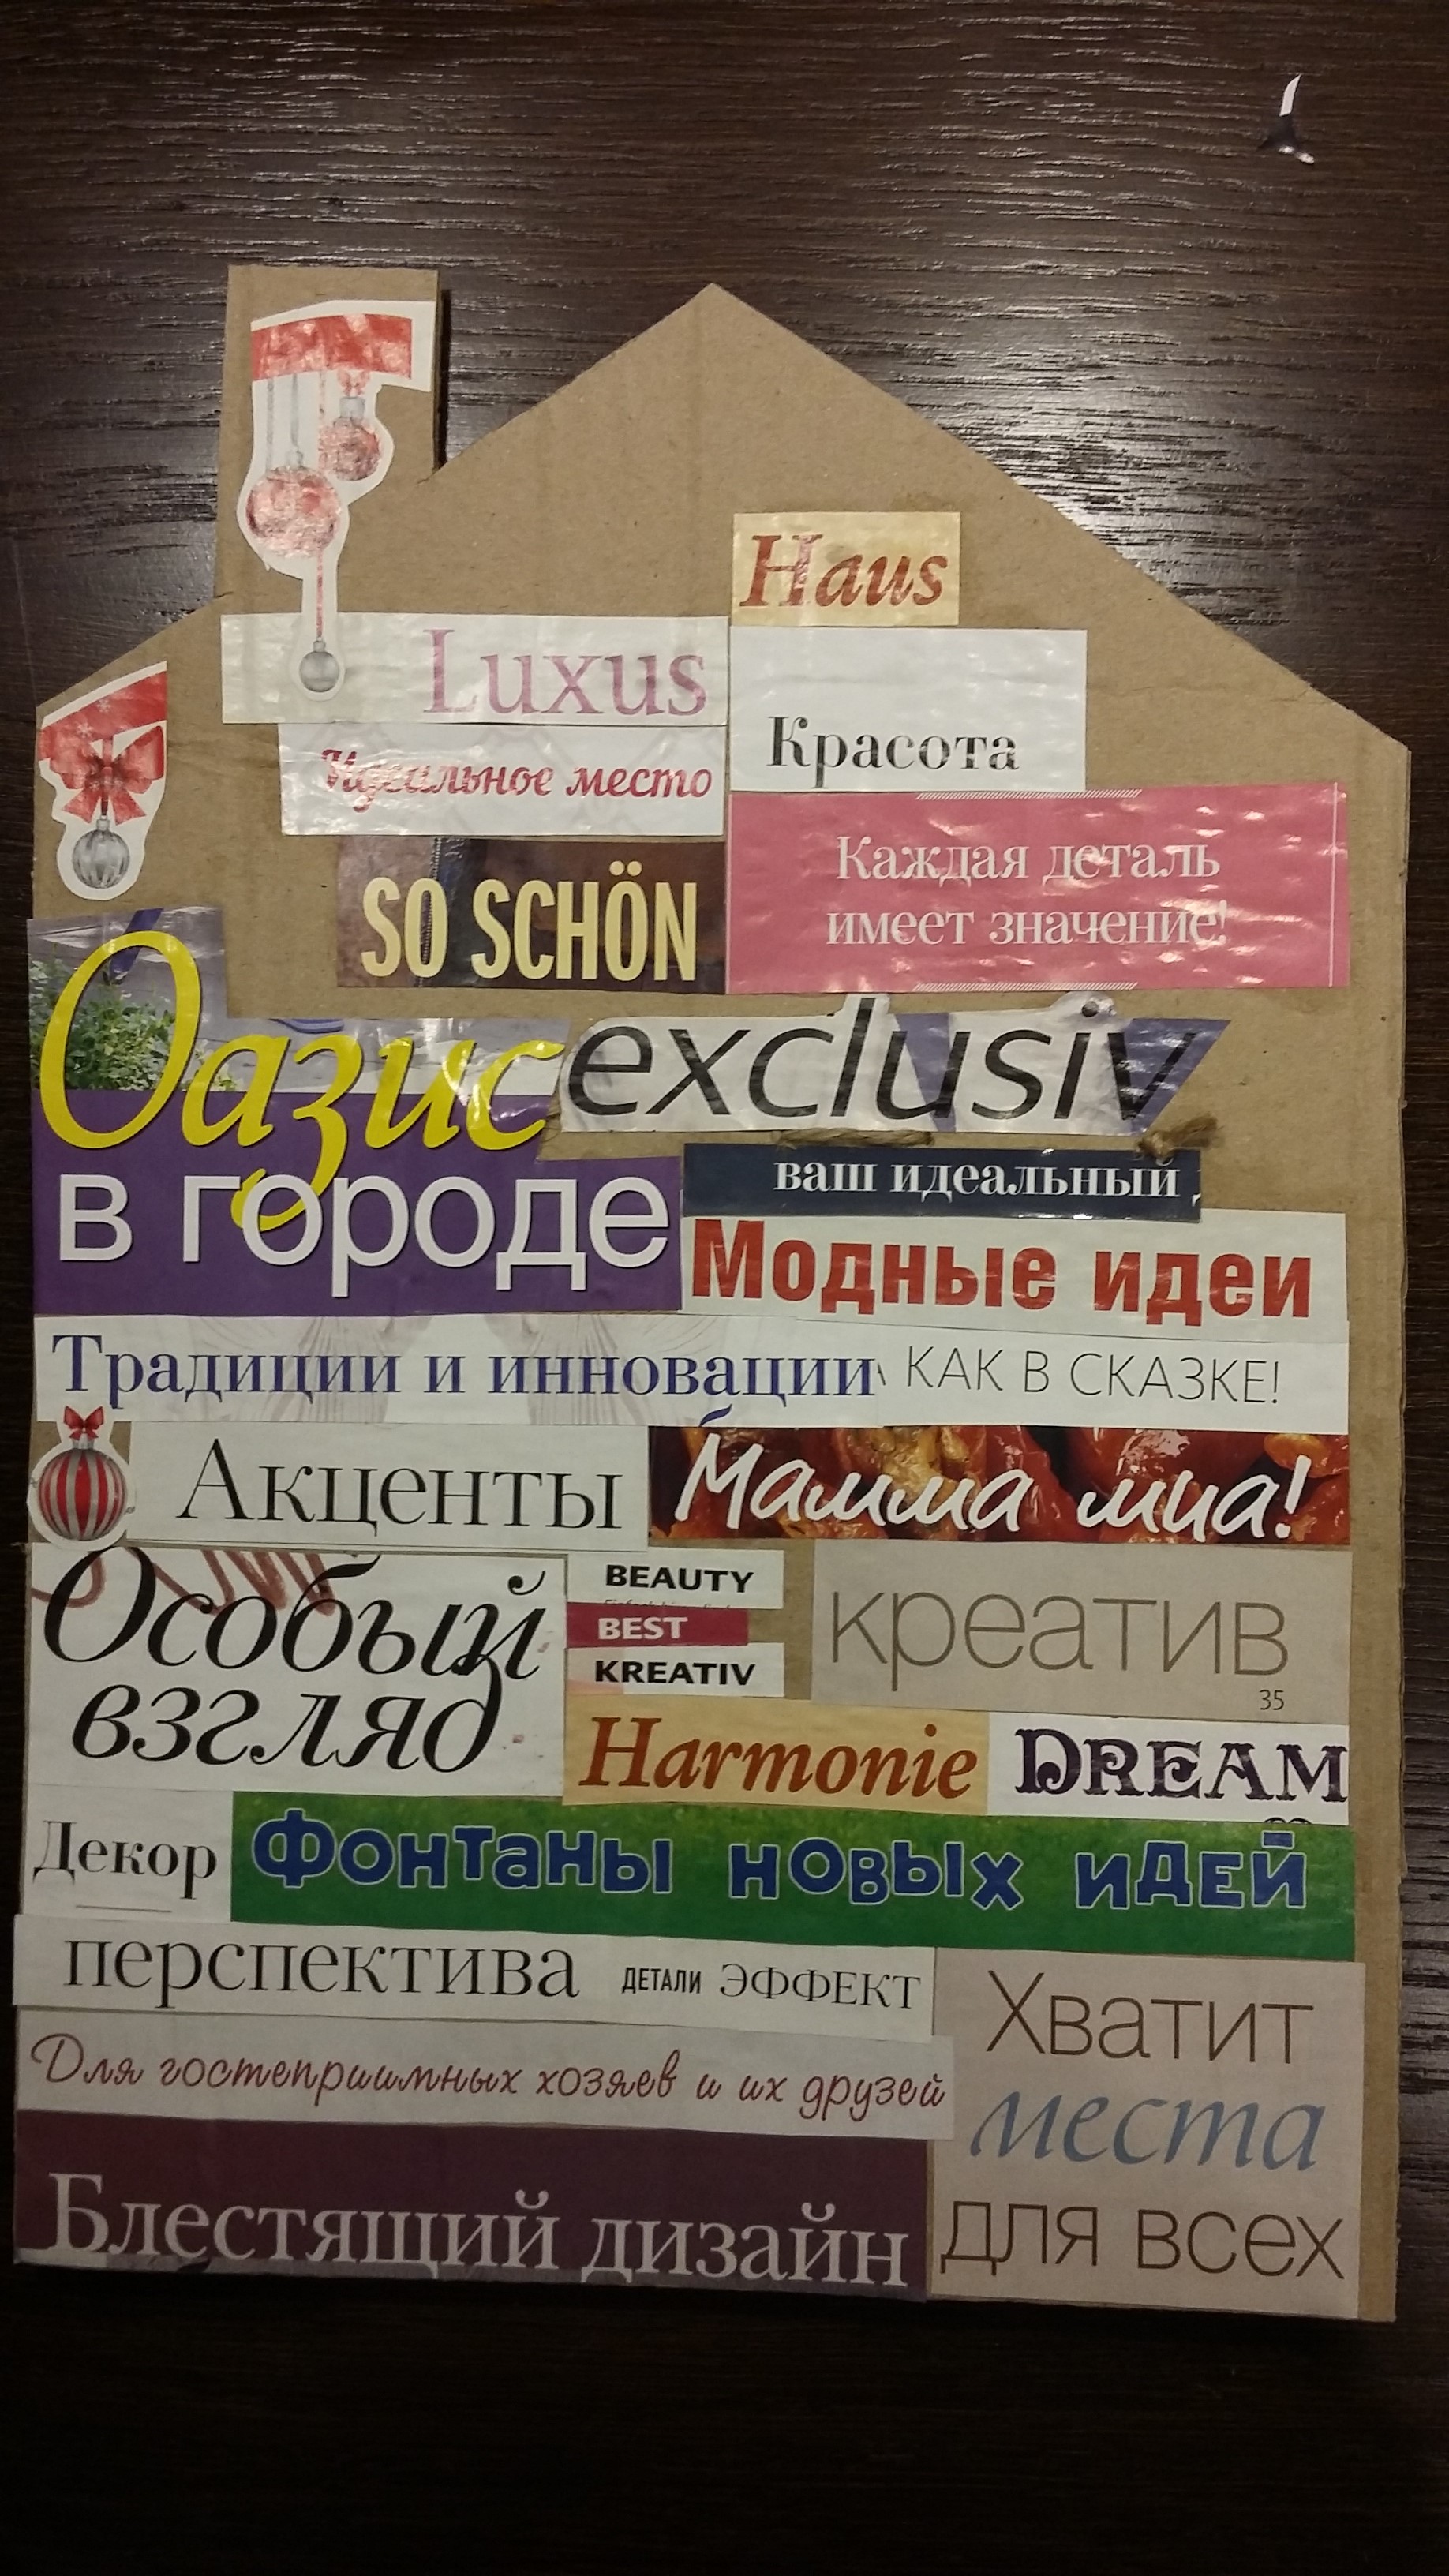 Haus
Luxus
Красота
Идеальное место
Каждая деталь
имеет значение!
SO SCHÖN
Оазис
exclusiv
в городе
ваш идеальный
Модные идеи
Традиции и инновации
КАК В СКАЗКЕ!
Акценты
Мамма миа!
Особый
взгляд
BEAUTY
BEST
KREATIV
креатив
35
Harmonie
DREAM
Декор
Фонтаны новых идей
перспектива
ДЕТАЛИ
ЭФФЕКТ
Для гостеприимных хозяев и их друзей
Хватит
места
для всех
Блестящий дизайн